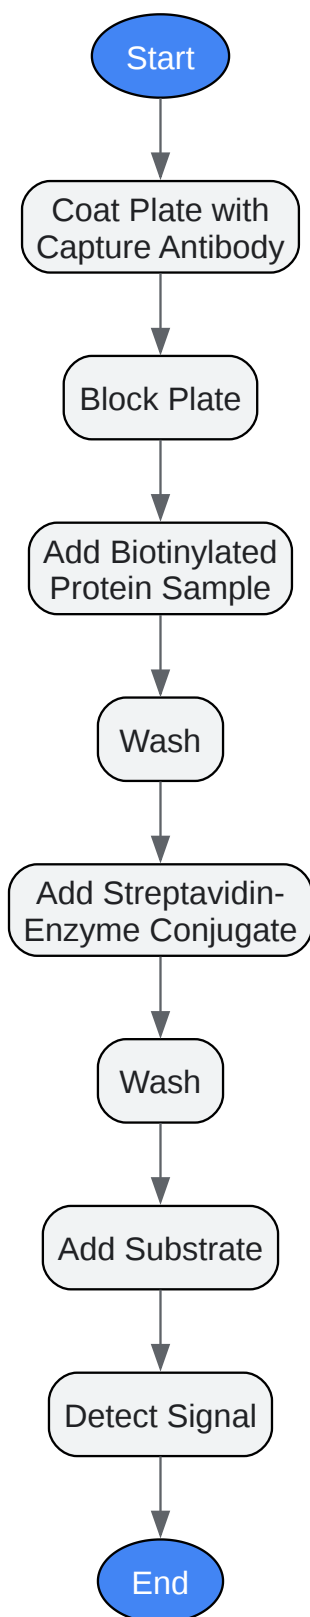 Start
Coat Plate with
Capture Antibody
Block Plate
Add Biotinylated
Protein Sample
Wash
Add Streptavidin-
Enzyme Conjugate
Wash
Add Substrate
Detect Signal
End